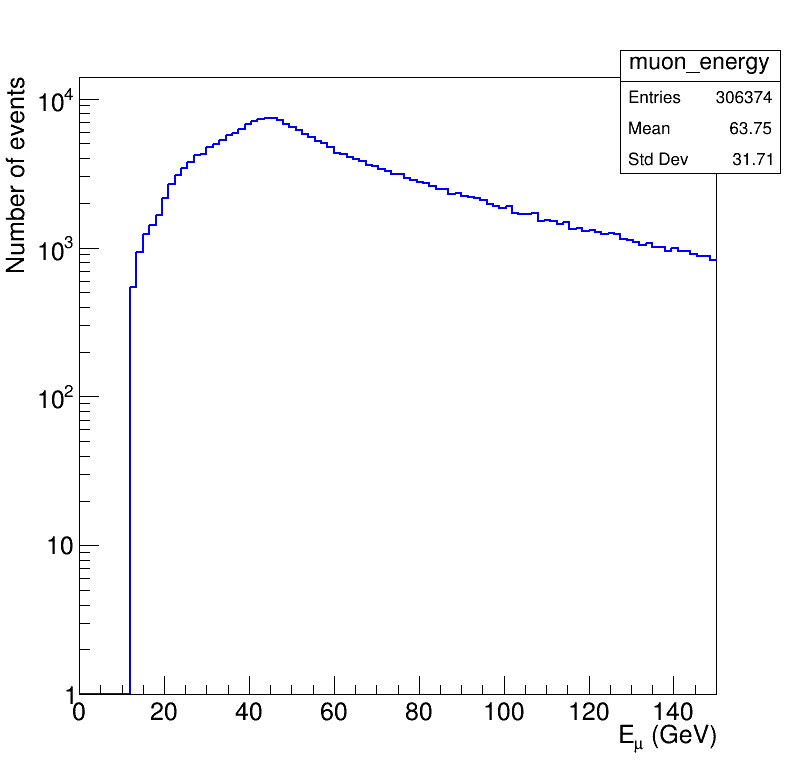 muon_energy
Entries 306374
Mean 63.75
Std Dev 31.71
Number of events
10⁴
10³
10²
10
1
0 20 40 60 80 100 120 140
E_μ (GeV)